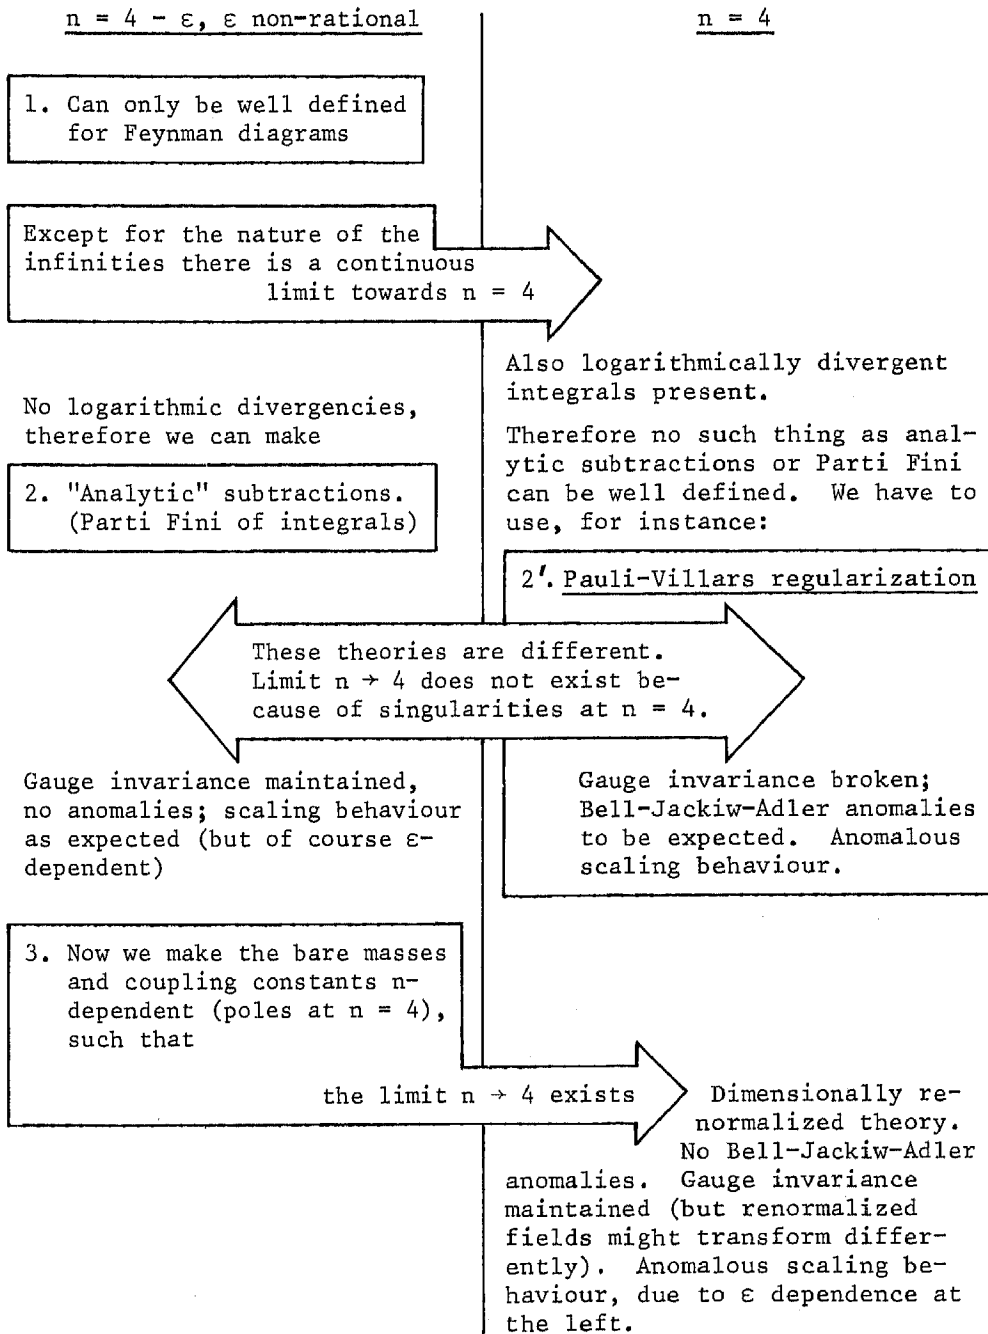 n = 4 - ε, ε non-rational
n = 4
1. Can only be well defined
for Feynman diagrams
Except for the nature of the
infinities there is a continuous
limit towards n = 4
Also logarithmically divergent
integrals present.
No logarithmic divergencies,
therefore we can make
Therefore no such thing as anal-
ytic subtractions or Parti Fini
can be well defined. We have to
use, for instance:
2. "Analytic" subtractions.
(Parti Fini of integrals)
2'. Pauli-Villars regularization
These theories are different.
Limit n → 4 does not exist be-
cause of singularities at n = 4.
Gauge invariance maintained,
no anomalies; scaling behaviour
as expected (but of course ε-
dependent)
Gauge invariance broken;
Bell-Jackiw-Adler anomalies
to be expected. Anomalous
scaling behaviour.
3. Now we make the bare masses
and coupling constants n-
dependent (poles at n = 4),
such that
the limit n → 4 exists
Dimensionally re-
normalized theory.
No Bell-Jackiw-Adler
anomalies. Gauge invariance
maintained (but renormalized
fields might transform differ-
ently). Anomalous scaling be-
haviour, due to ε dependence at
the left.